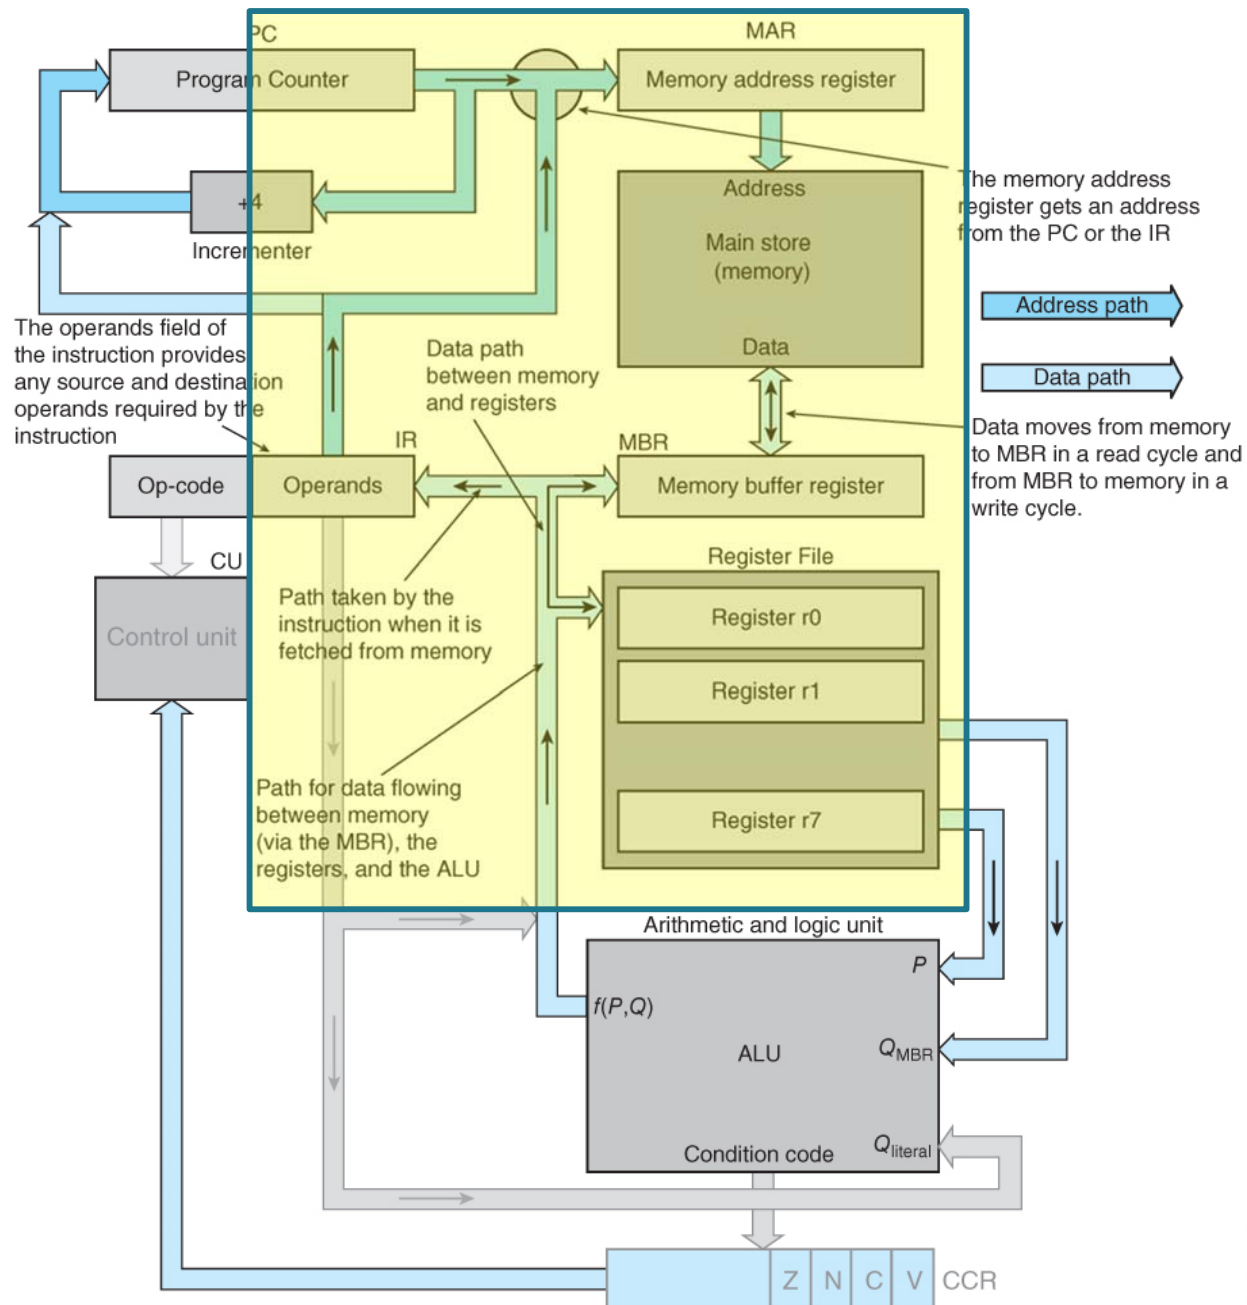 PC
MAR
Program Counter
Memory address register
+4
Incrementer
Address
Main store
(memory)
Data
The memory address
register gets an address
from the PC or the IR
Address path
Data path
The operands field of
the instruction provides
any source and destination
operands required by the
instruction
Data path
between memory
and registers
Data moves from memory
to MBR in a read cycle and
from MBR to memory in a
write cycle.
IR
MBR
Op-code
Operands
Memory buffer register
CU
Control unit
Path taken by the
instruction when it is
fetched from memory
Register File
Register r0
Register r1
Register r7
Path for data flowing
between memory
(via the MBR), the
registers, and the ALU
Arithmetic and logic unit
P
f(P,Q)
ALU
QMBR
Qliteral
Condition code
Z N C V CCR